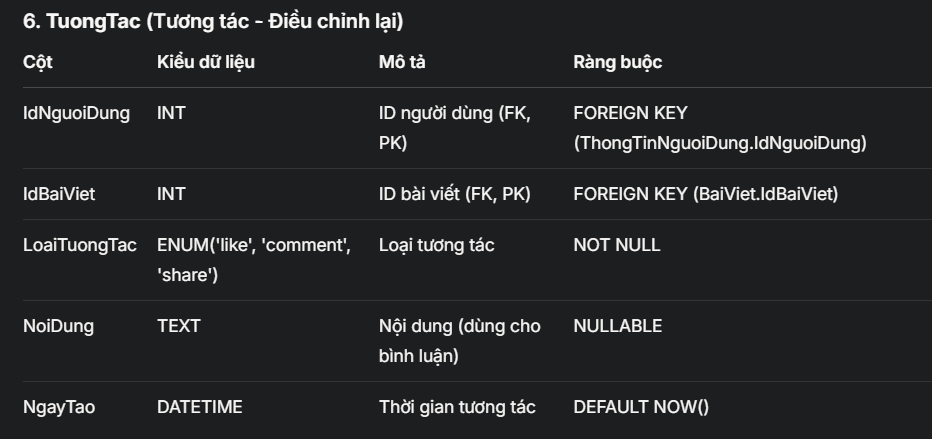 6. TuongTac (Tương tác - Điều chỉnh lại)
Cột Kiểu dữ liệu Mô tả Ràng buộc
IdNguoiDung INT ID người dùng (FK, PK) FOREIGN KEY (ThongTinNguoiDung.IdNguoiDung)
IdBaiViet INT ID bài viết (FK, PK) FOREIGN KEY (BaiViet.IdBaiViet)
LoaiTuongTac ENUM('like', 'comment', 'share') Loại tương tác NOT NULL
NoiDung TEXT Nội dung (dùng cho bình luận) NULLABLE
NgayTao DATETIME Thời gian tương tác DEFAULT NOW()